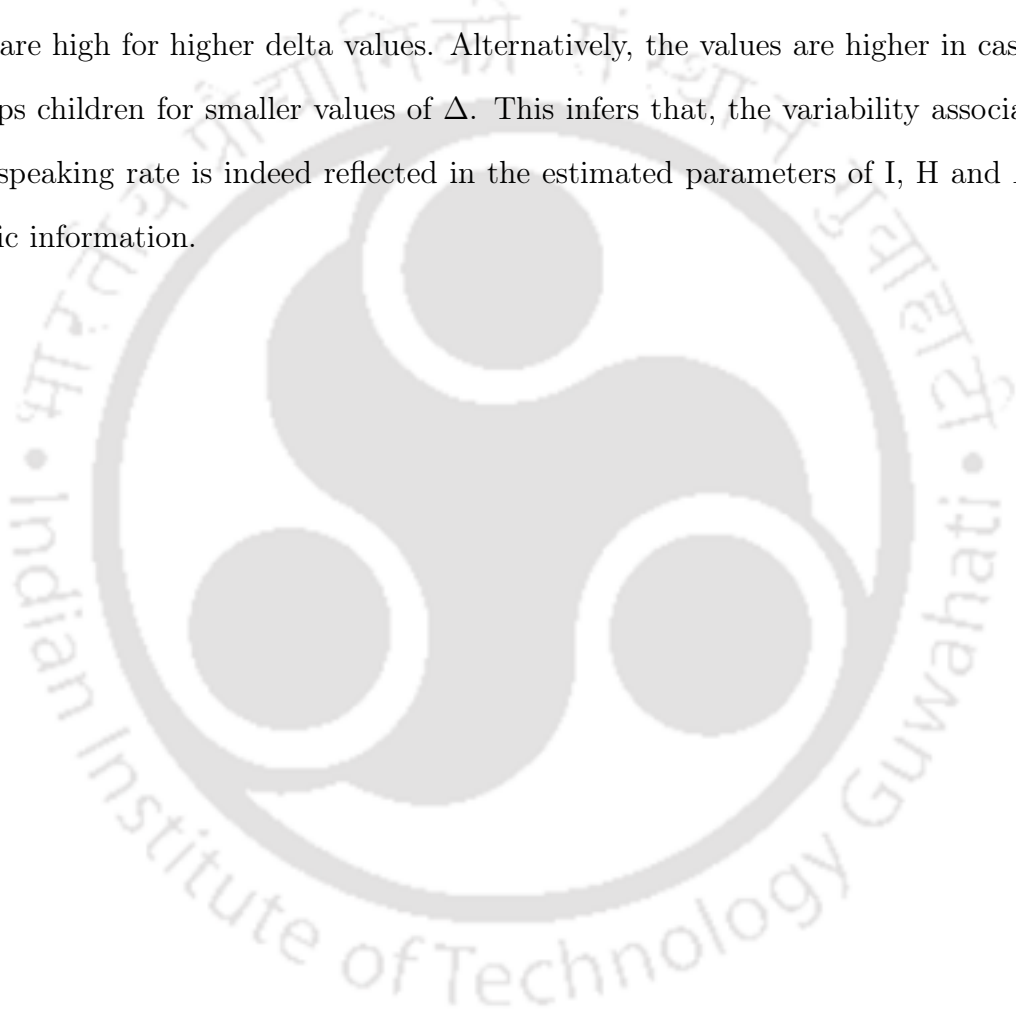 are high for higher delta values. Alternatively, the values are higher in cas
ps children for smaller values of Δ. This infers that, the variability associa
speaking rate is indeed reflected in the estimated parameters of I, H and
ic information.
भारतीय प्रौद्योगिकी संस्थान गुवाहाटी
Indian Institute of Technology Guwahati